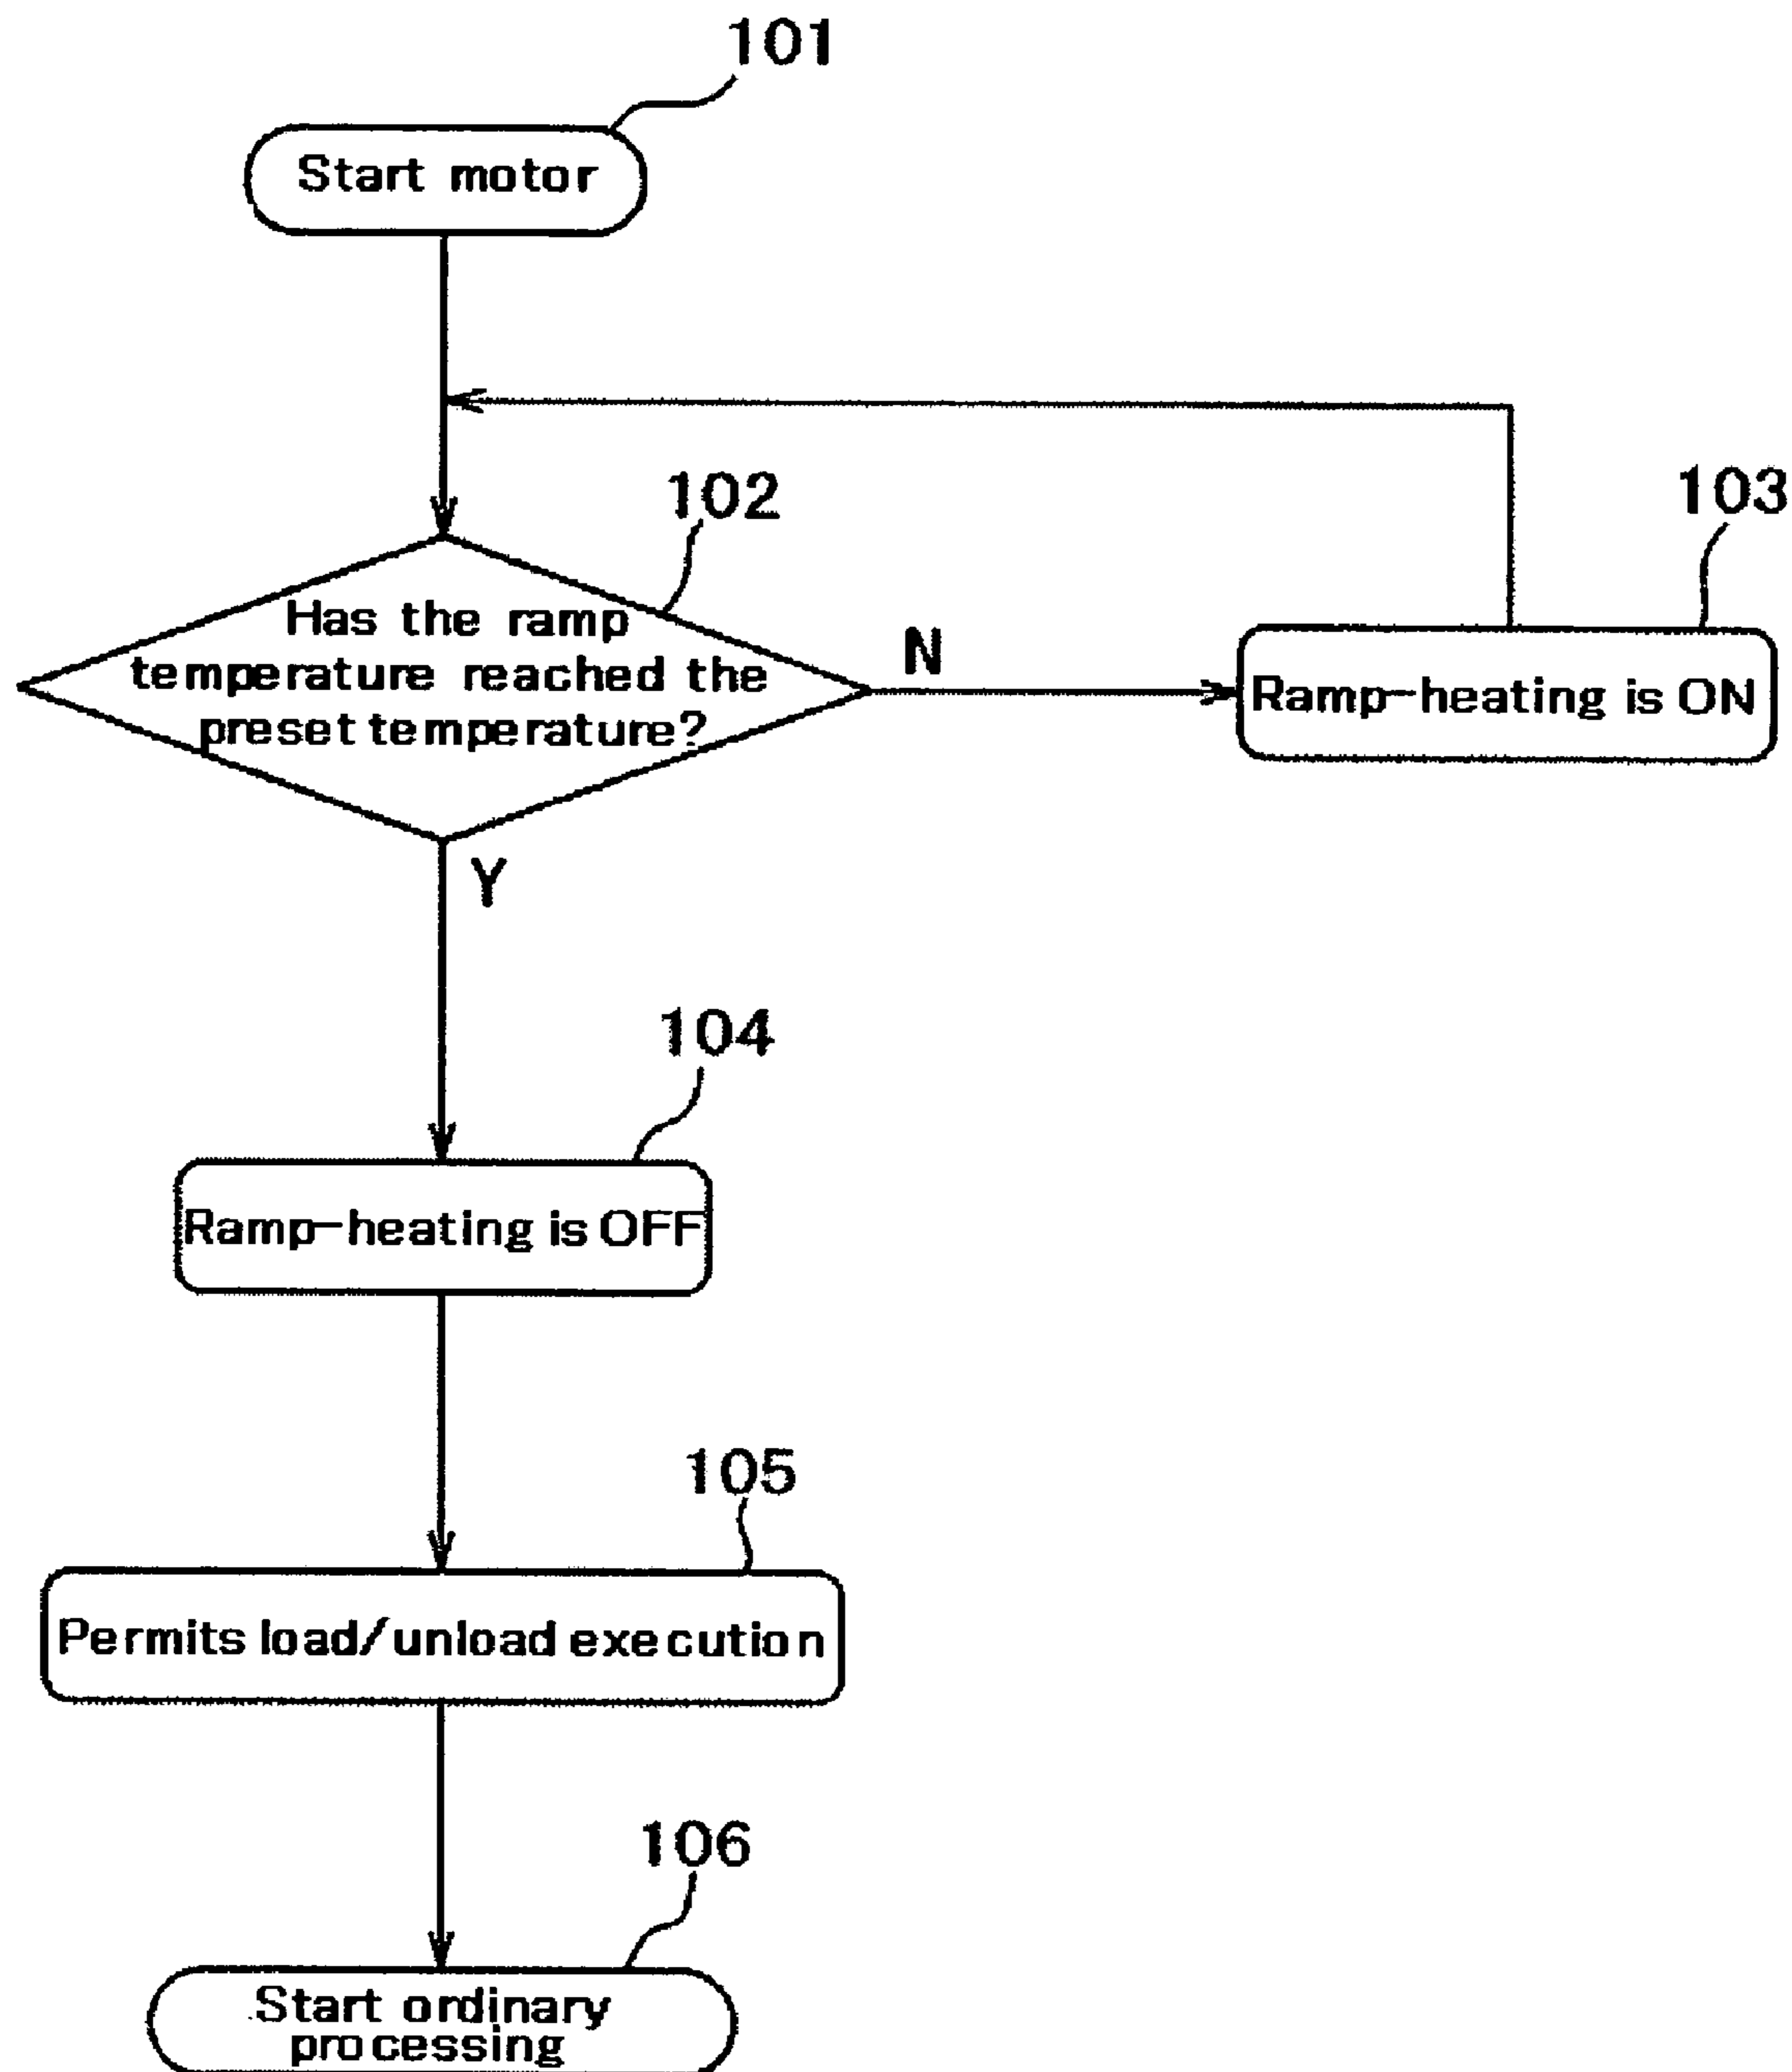 101
Start motor
102
103
Has the ramp
temperature reached the
preset temperature?
N
Ramp-heating is ON
Y
104
Ramp-heating is OFF
105
Permits load/unload execution
106
Start ordinary
processing